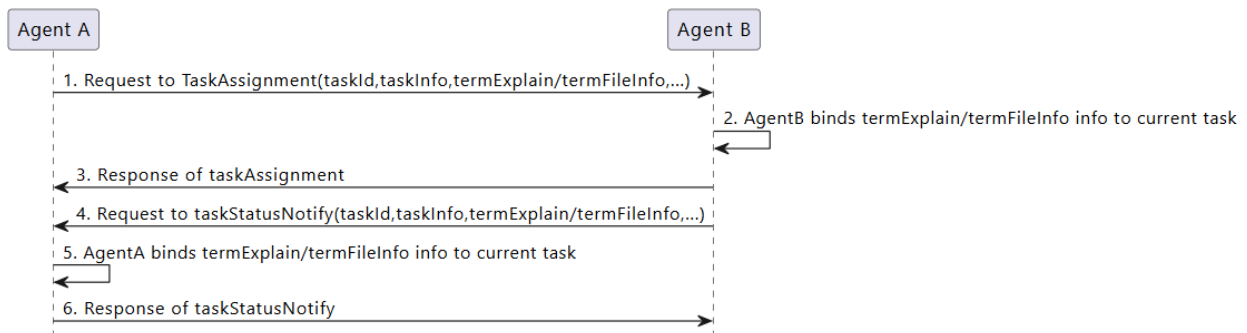 Agent A
Agent B
1. Request to TaskAssignment(taskId,taskInfo,termExplain/termFileInfo,...)
2. AgentB binds termExplain/termFileInfo info to current task
3. Response of taskAssignment
4. Request to taskStatusNotify(taskId,taskInfo,termExplain/termFileInfo,...)
5. AgentA binds termExplain/termFileInfo info to current task
6. Response of taskStatusNotify